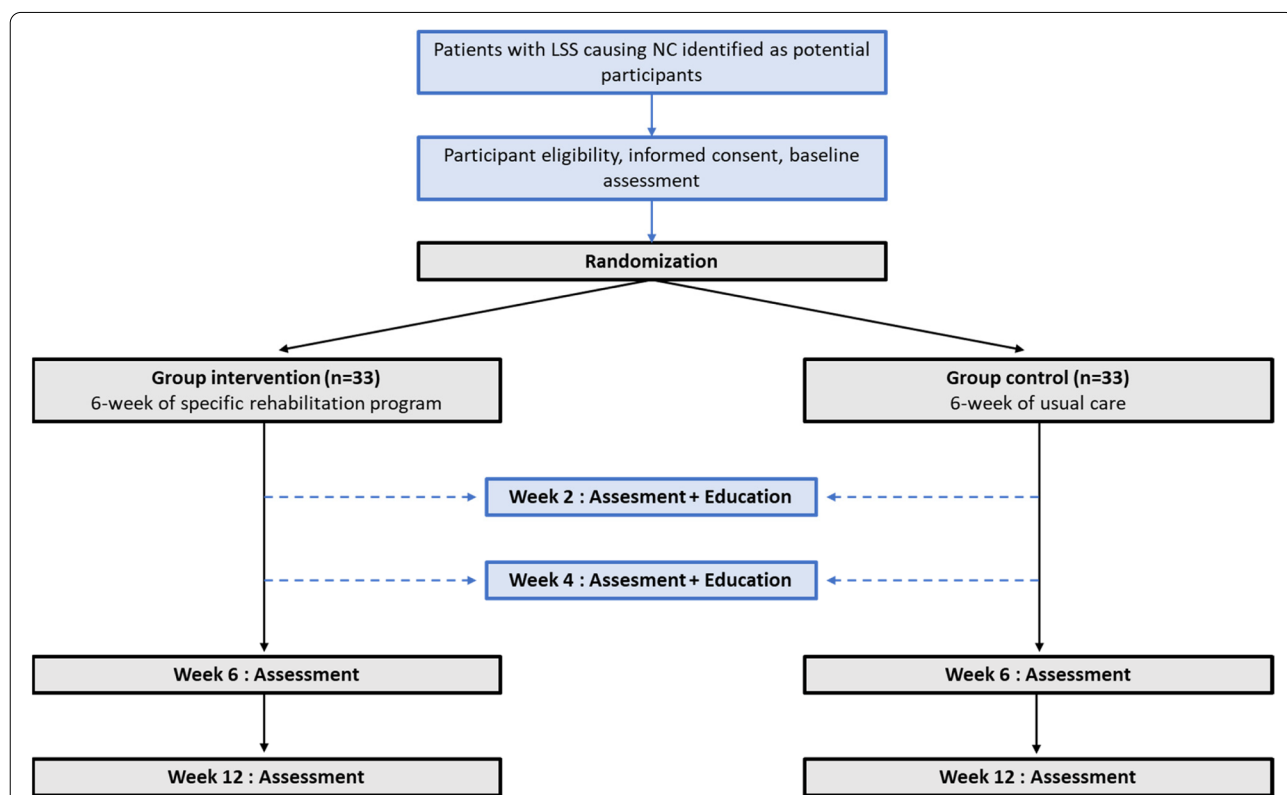 Patients with LSS causing NC identified as potential
participants
Participant eligibility, informed consent, baseline
assessment
Randomization
Group intervention (n=33)
6-week of specific rehabilitation program
Group control (n=33)
6-week of usual care
Week 2 : Assesment + Education
Week 4 : Assesment + Education
Week 6 : Assessment
Week 6 : Assessment
Week 12 : Assessment
Week 12 : Assessment